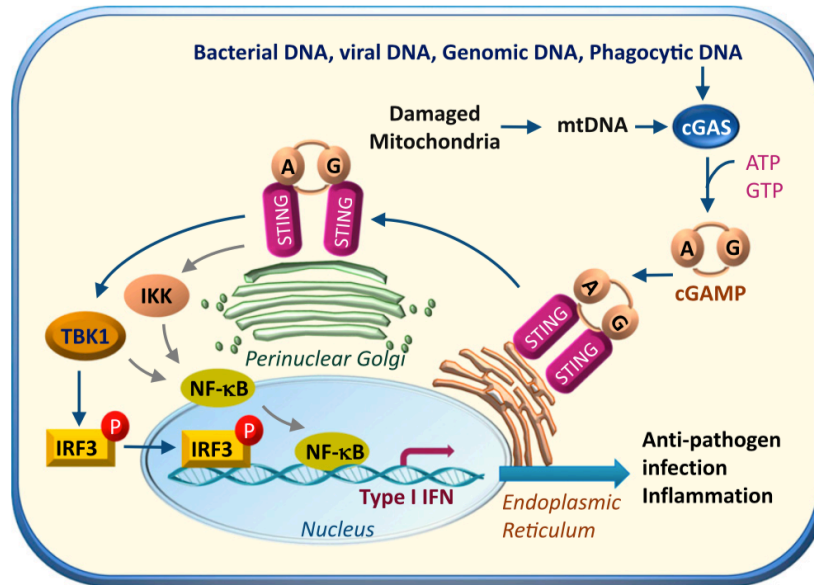 Bacterial DNA, viral DNA, Genomic DNA, Phagocytic DNA
Damaged
Mitochondria
mtDNA
cGAS
ATP
GTP
A
G
cGAMP
A
G
STING
STING
A
G
STING
STING
Perinuclear Golgi
IKK
TBK1
NF-κB
IRF3
P
IRF3
P
NF-κB
Type I IFN
Nucleus
Endoplasmic
Reticulum
Anti-pathogen
infection
Inflammation